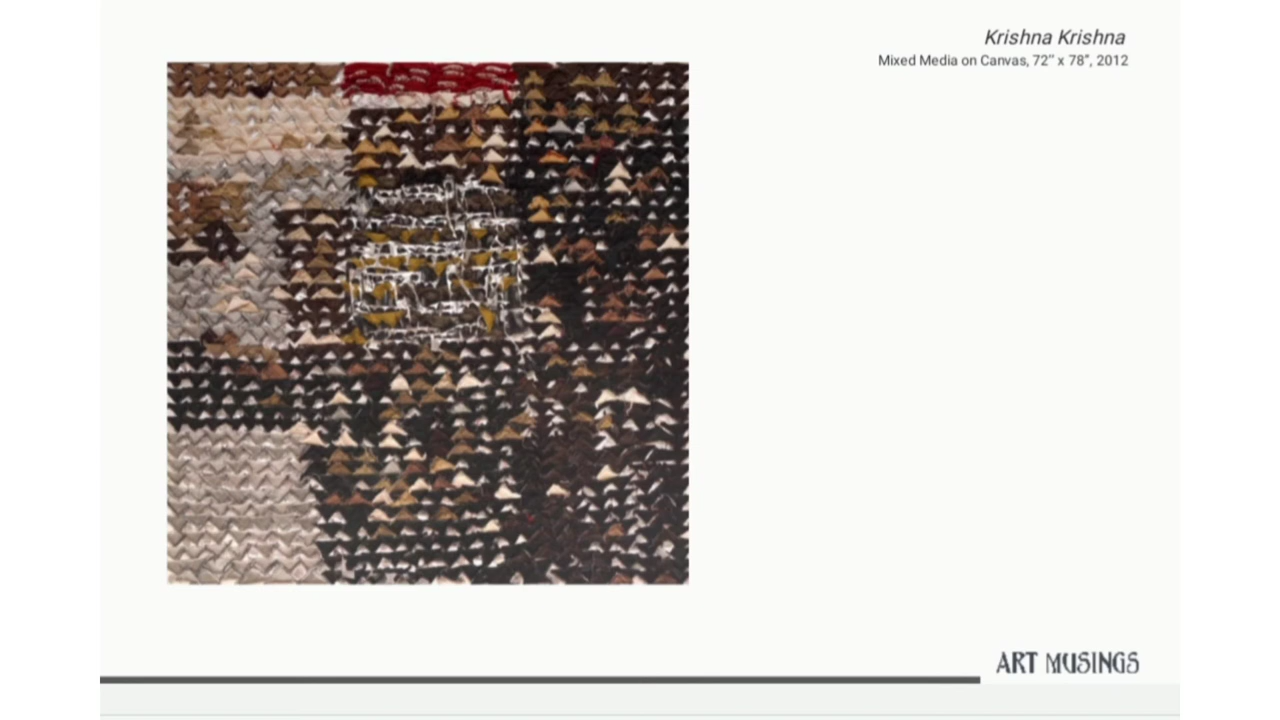 Krishna Krishna
Mixed Media on Canvas, 72” x 78”, 2012
ART MUSINGS